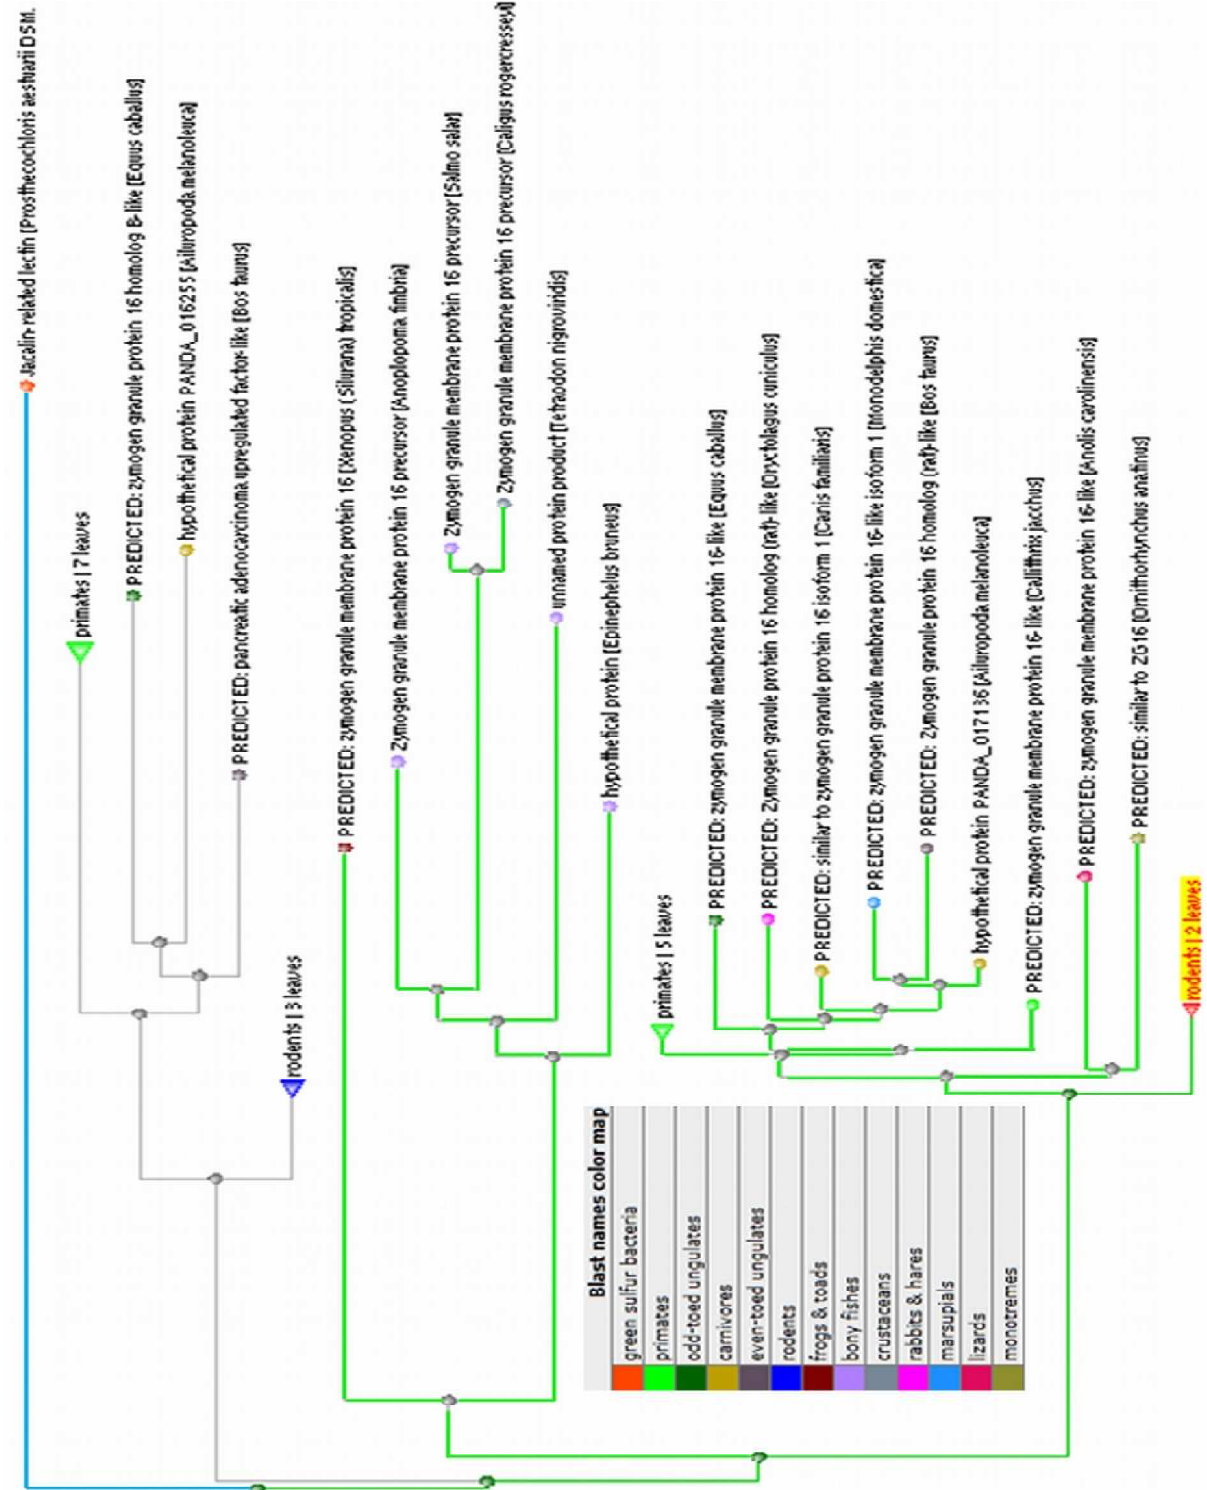 Jacalin-related lectin [Prosthecochloris aestuarii DSM.
primates | 7 leaves
PREDICTED: zymogen granule protein 16 homolog B-like [Equus caballus]
hypothetical protein PANDA_016255 [Ailuropoda melanoleuca]
PREDICTED: pancreatic adenocarcinoma upregulated factor-like [Bos taurus]
rodents | 3 leaves
PREDICTED: zymogen granule membrane protein 16 [Xenopus (Silurana) tropicalis]
Zymogen granule membrane protein 16 precursor [Anoplopoma fimbria]
Zymogen granule membrane protein 16 precursor [Salmo salar]
Zymogen granule membrane protein 16 precursor [Caligus rogercresseyi]
unnamed protein product [Tetraodon nigroviridis]
hypothetical protein [Epinephelus bruneus]
primates | 5 leaves
PREDICTED: zymogen granule membrane protein 16-like [Equus caballus]
PREDICTED: Zymogen granule protein 16 homolog (rat)-like [Oryctolagus cuniculus]
PREDICTED: similar to zymogen granule protein 16 isoform 1 [Canis familiaris]
PREDICTED: zymogen granule membrane protein 16-like isoform 1 [Monodelphis domestica]
PREDICTED: Zymogen granule protein 16 homolog (rat)-like [Bos taurus]
hypothetical protein PANDA_017136 [Ailuropoda melanoleuca]
PREDICTED: zymogen granule membrane protein 16-like [Callithrix jacchus]
PREDICTED: zymogen granule membrane protein 16-like [Anolis carolinensis]
PREDICTED: similar to ZG16 [Ornithorhynchus anatinus]
rodents | 2 leaves
Blast names color map
green sulfur bacteria
primates
odd-toed ungulates
carnivores
even-toed ungulates
rodents
frogs & toads
bony fishes
crustaceans
rabbits & hares
marsupials
lizards
monotremes